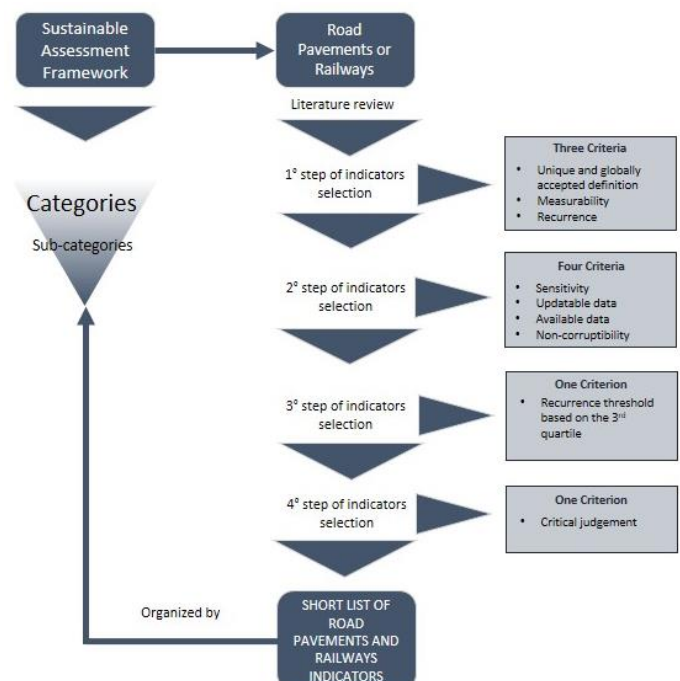 Sustainable
Assessment
Framework
Road
Pavements or
Railways
Literature review
1° step of indicators
selection
Three Criteria
• Unique and globally
accepted definition
• Measurability
• Recurrence
Categories
Sub-categories
2° step of indicators
selection
Four Criteria
• Sensitivity
• Updatable data
• Available data
• Non-corruptibility
3° step of indicators
selection
One Criterion
• Recurrence threshold
based on the 3rd
quartile
4° step of indicators
selection
One Criterion
• Critical judgement
Organized by
SHORT LIST OF
ROAD
PAVEMENTS AND
RAILWAYS
INDICATORS